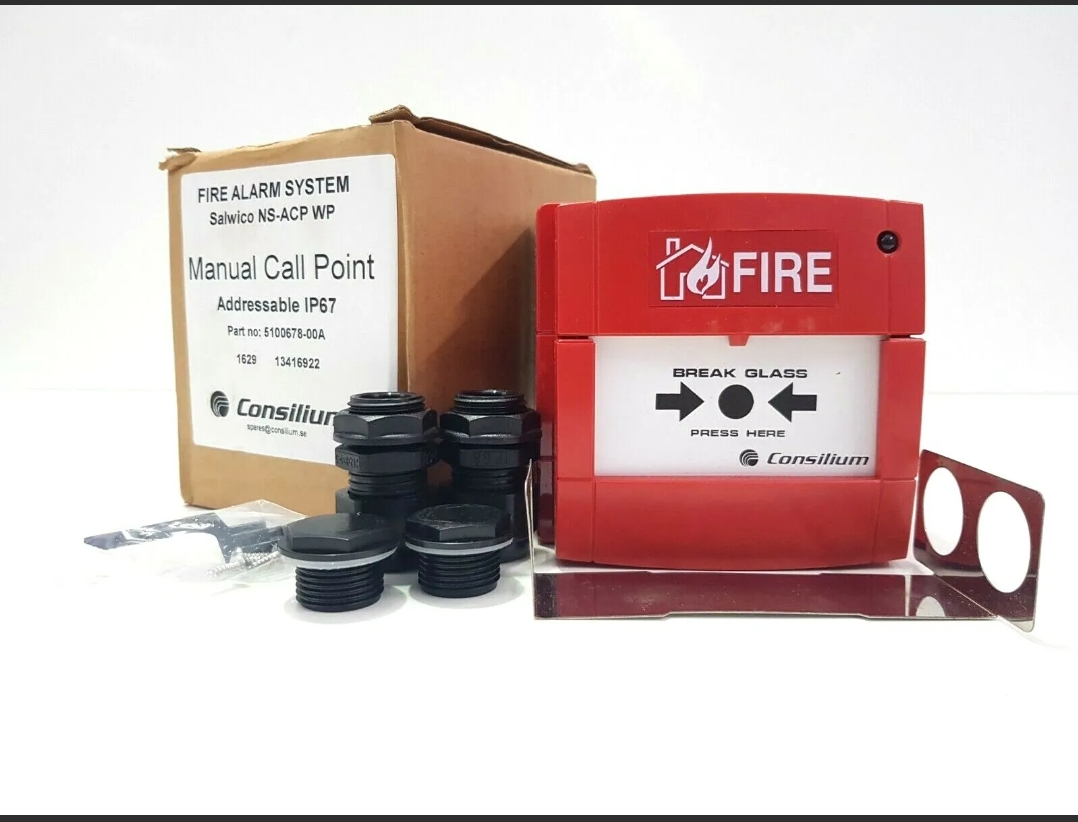 FIRE ALARM SYSTEM
Salwico NS-ACP WP
Manual Call Point
Addressable IP67
Part no: 5100678-00A
1629 13416922
Consilium
spares@consilium.se
FIRE
BREAK GLASS
PRESS HERE
Consilium